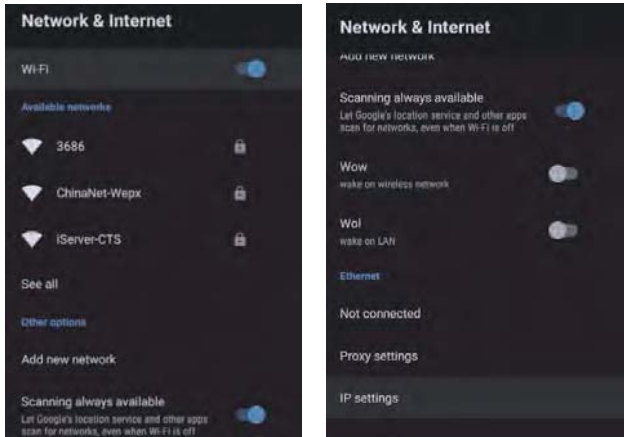 Network & Internet
Wi-Fi
Available networks
3686
ChinaNet-Wepx
iServer-CTS
See all
Other options
Add new network
Scanning always available
Let Google's location service and other apps
scan for networks, even when Wi-Fi is off
Network & Internet
Add new network
Scanning always available
Let Google's location service and other apps
scan for networks, even when Wi-Fi is off
Wow
wake on wireless network
Wol
wake on LAN
Ethernet
Not connected
Proxy settings
IP settings